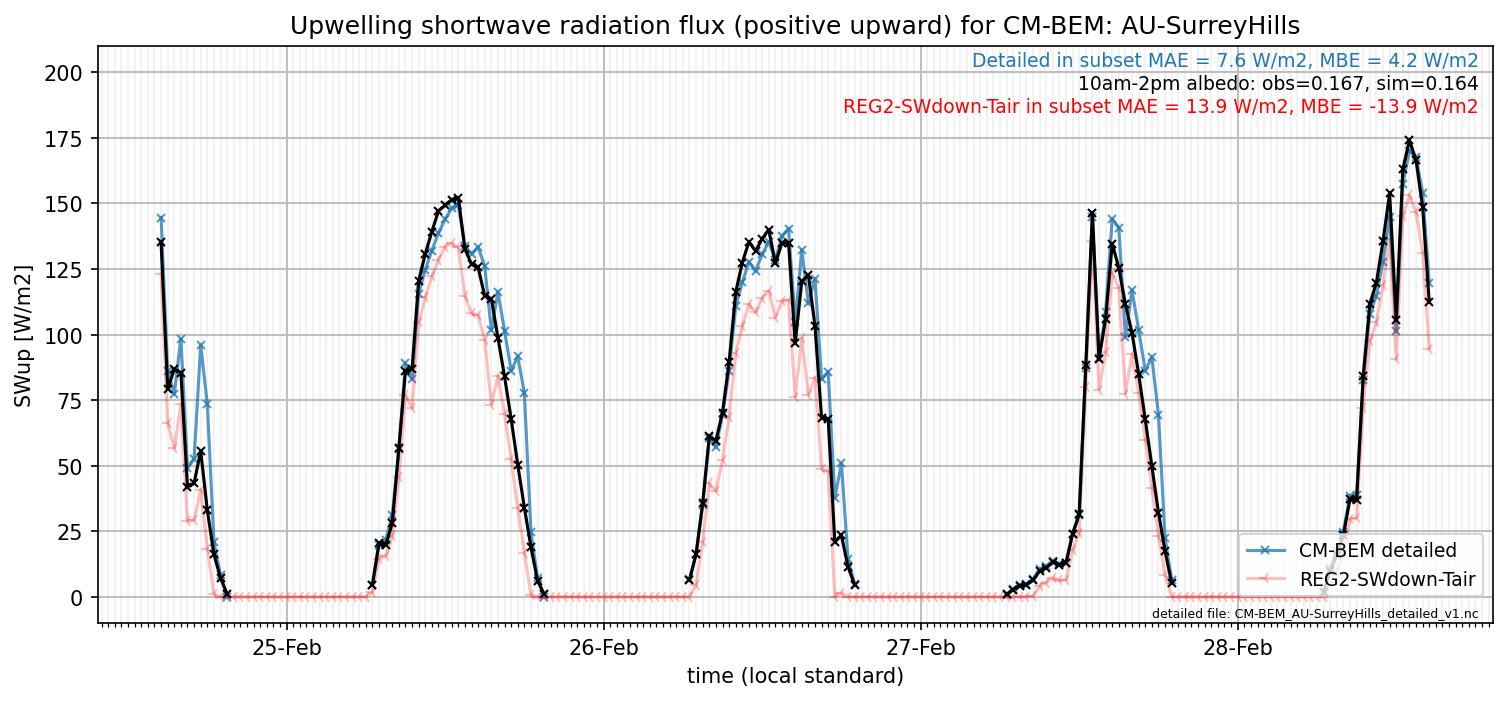 Upwelling shortwave radiation flux (positive upward) for CM-BEM: AU-SurreyHills
Detailed in subset MAE = 7.6 W/m2, MBE = 4.2 W/m2
10am-2pm albedo: obs=0.167, sim=0.164
REG2-SWdown-Tair in subset MAE = 13.9 W/m2, MBE = -13.9 W/m2
SWup [W/m2]
200
175
150
125
100
75
50
25
0
CM-BEM detailed
REG2-SWdown-Tair
detailed file: CM-BEM_AU-SurreyHills_detailed_v1.nc
25-Feb
26-Feb
27-Feb
28-Feb
time (local standard)